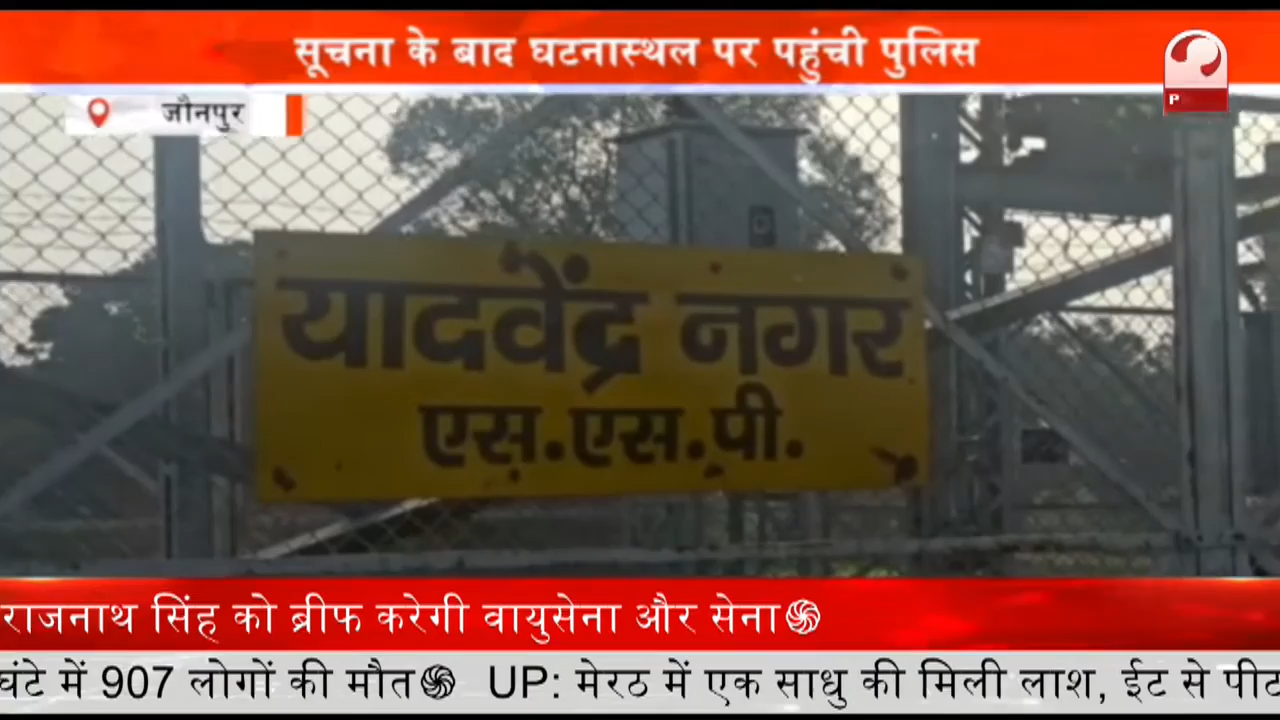 सूचना के बाद घटनास्थल पर पहुंची पुलिस
P
जौनपुर
यादवेंद्र नगर
एस.एस.पी.
राजनाथ सिंह को ब्रीफ करेगी वायुसेना और सेना
घंटे में 907 लोगों की मौत UP: मेरठ में एक साधु की मिली लाश, ईट से पीट